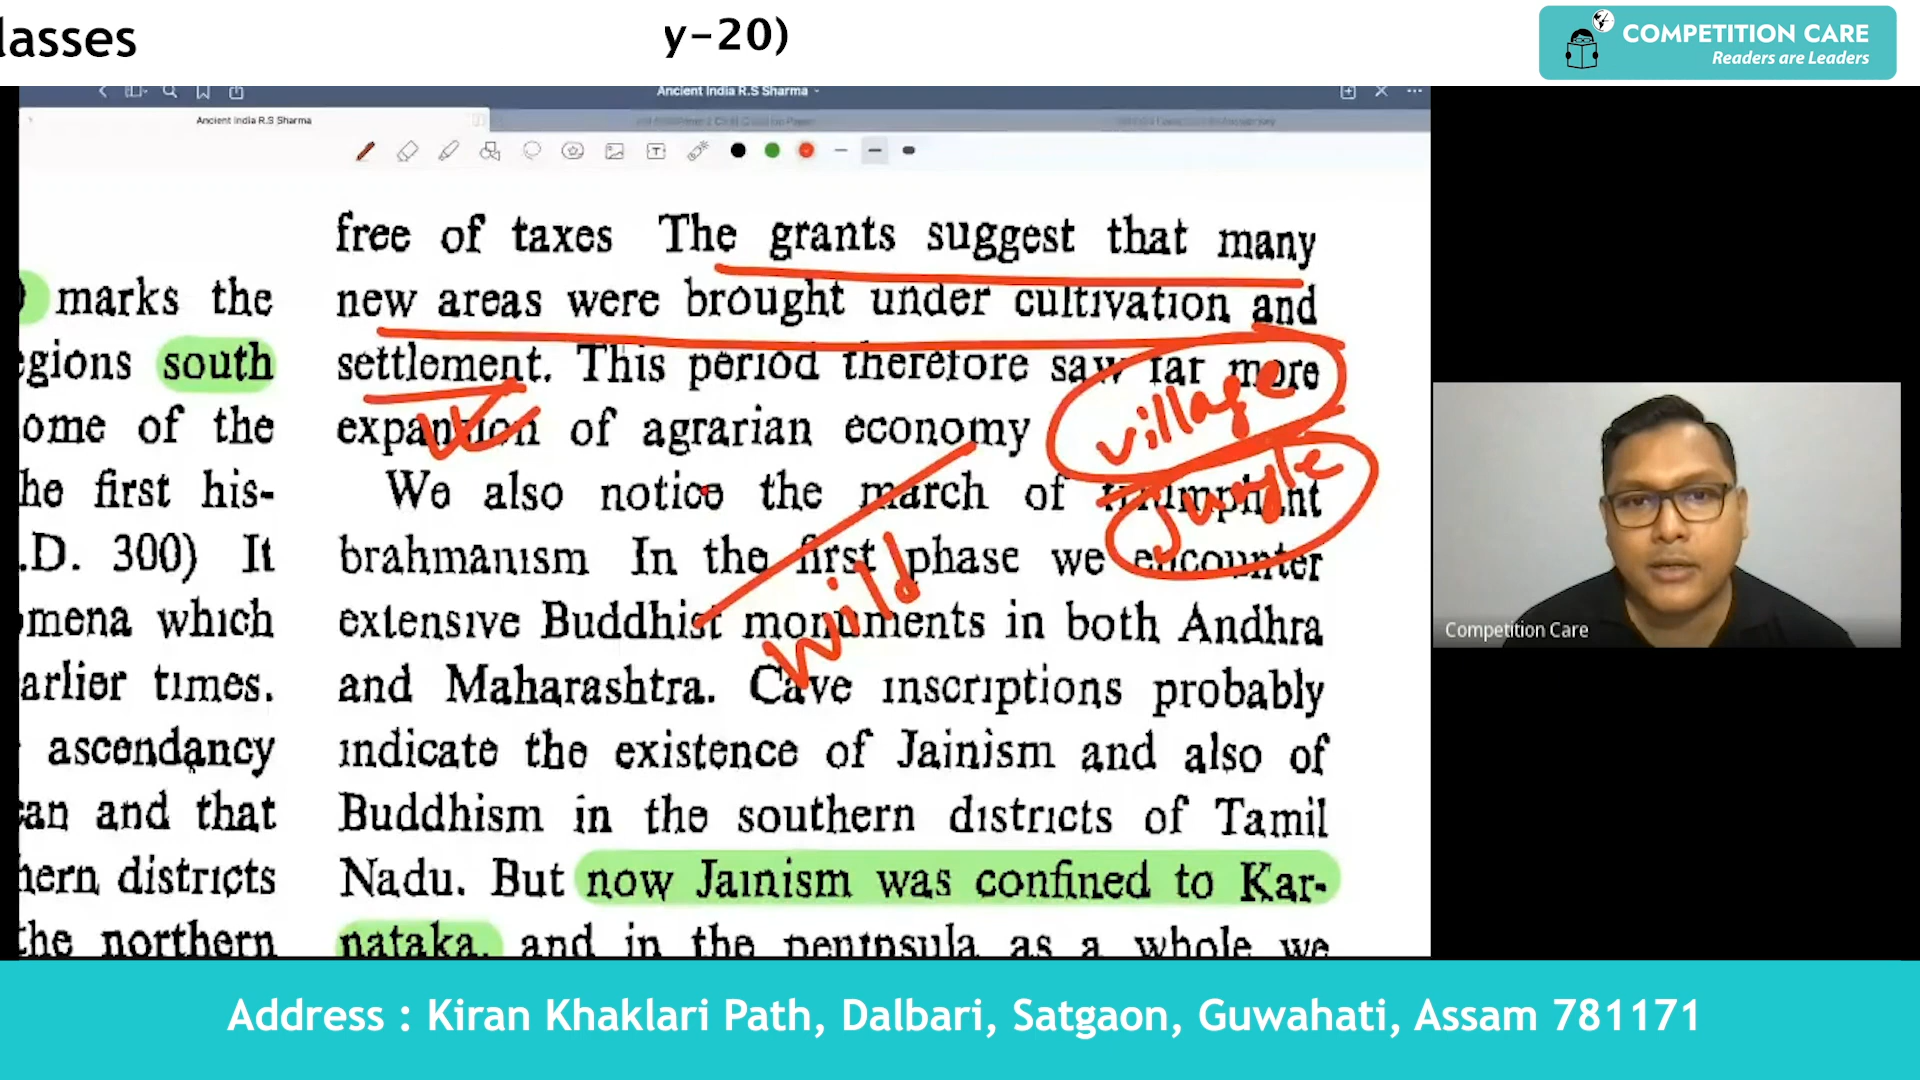 lasses
y-20)
COMPETITION CARE
Readers are Leaders
Ancient India R.S Sharma
Ancient India R.S Sharma
marks the
egions south
ome of the
he first his-
.D. 300) It
mena which
arlier times.
ascendancy
an and that
hern districts
the northern
free of taxes The grants suggest that many
new areas were brought under cultivation and
settlement. This period therefore saw far more
expansion of agrarian economy
village
We also notice the march of triumphant
Jungle
brahmanism In the first phase we encounter
wild
extensive Buddhist monuments in both Andhra
and Maharashtra. Cave inscriptions probably
indicate the existence of Jainism and also of
Buddhism in the southern districts of Tamil
Nadu. But now Jainism was confined to Kar-
nataka, and in the peninsula as a whole we
Competition Care
Address : Kiran Khaklari Path, Dalbari, Satgaon, Guwahati, Assam 781171